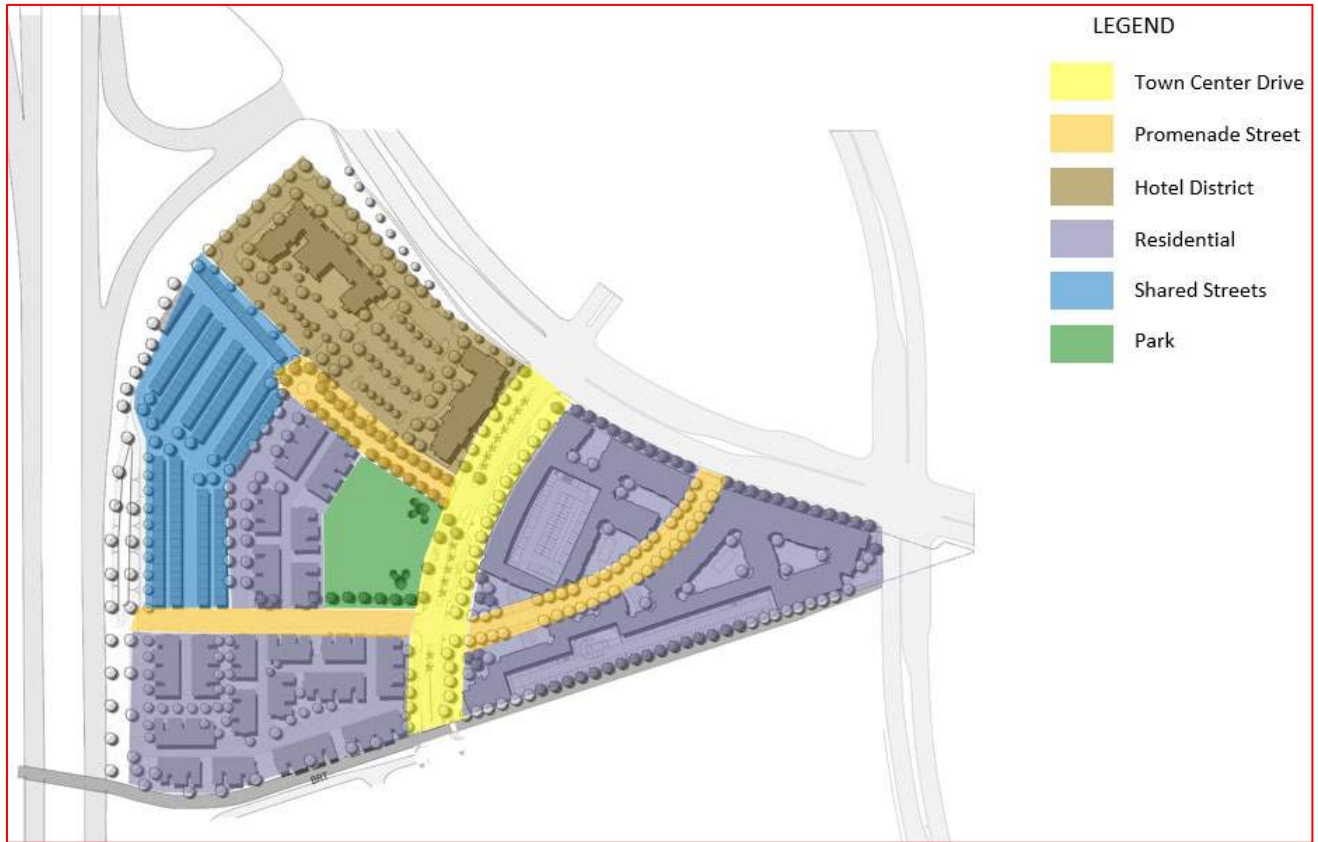 LEGEND
Town Center Drive
Promenade Street
Hotel District
Residential
Shared Streets
Park
BRT